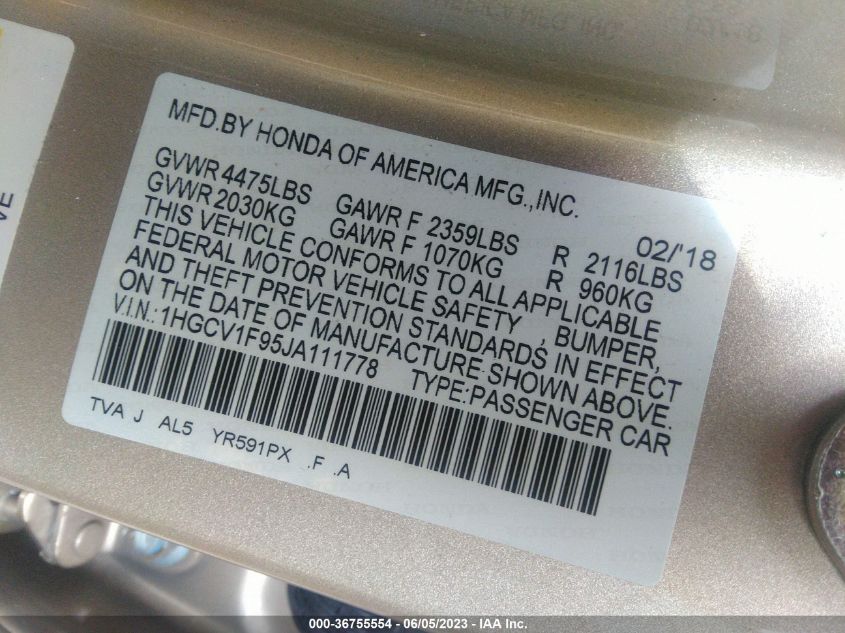 MFD.BY HONDA OF AMERICA MFG.,INC.
02/'18
GVWR 4475LBS GAWR F 2359LBS R 2116LBS
GVWR 2030KG GAWR F 1070KG R 960KG
THIS VEHICLE CONFORMS TO ALL APPLICABLE
FEDERAL MOTOR VEHICLE SAFETY , BUMPER,
AND THEFT PREVENTION STANDARDS IN EFFECT
ON THE DATE OF MANUFACTURE SHOWN ABOVE.
V.I.N.:1HGCV1F95JA111778 TYPE:PASSENGER CAR
TVA J AL5 YR591PX .F .A
VE
000-36755554 - 06/05/2023 - IAA Inc.